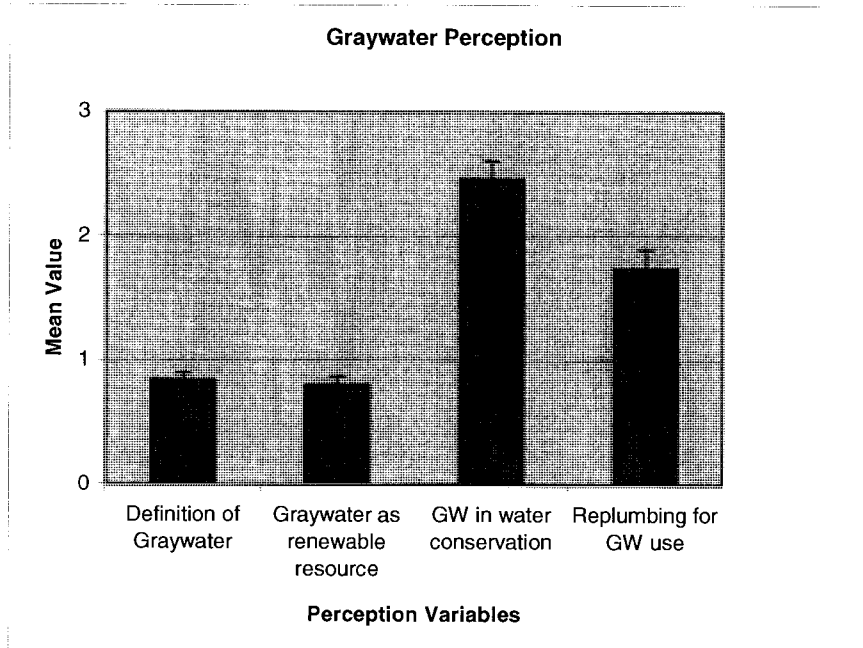 Graywater Perception
3
2
1
0
Mean Value
Definition of
Graywater
Graywater as
renewable
resource
GW in water
conservation
Replumbing for
GW use
Perception Variables